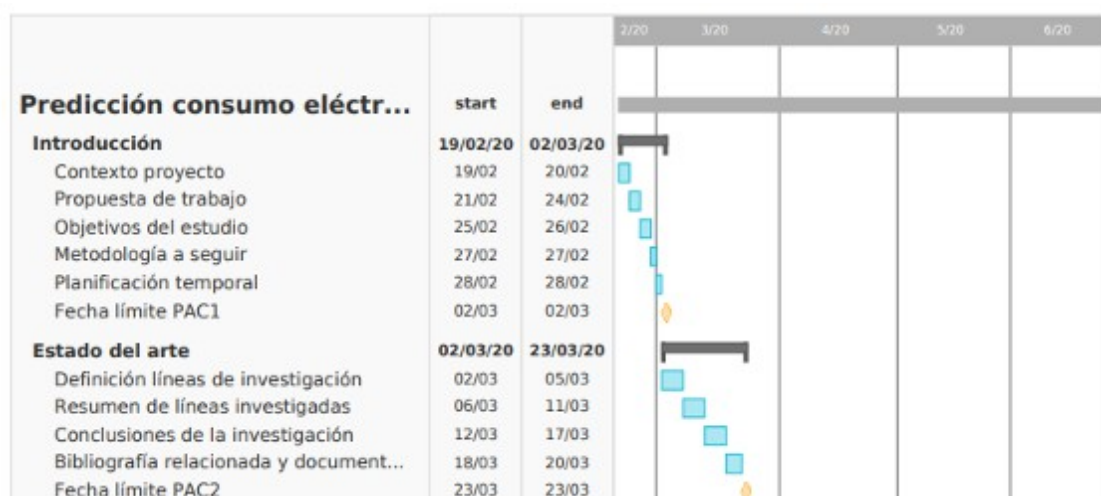 2/20 3/20 4/20 5/20 6/20
Predicción consumo eléctr... start end
Introducción 19/02/20 02/03/20
Contexto proyecto 19/02 20/02
Propuesta de trabajo 21/02 24/02
Objetivos del estudio 25/02 26/02
Metodología a seguir 27/02 27/02
Planificación temporal 28/02 28/02
Fecha límite PAC1 02/03 02/03
Estado del arte 02/03/20 23/03/20
Definición líneas de investigación 02/03 05/03
Resumen de líneas investigadas 06/03 11/03
Conclusiones de la investigación 12/03 17/03
Bibliografía relacionada y document... 18/03 20/03
Fecha límite PAC2 23/03 23/03